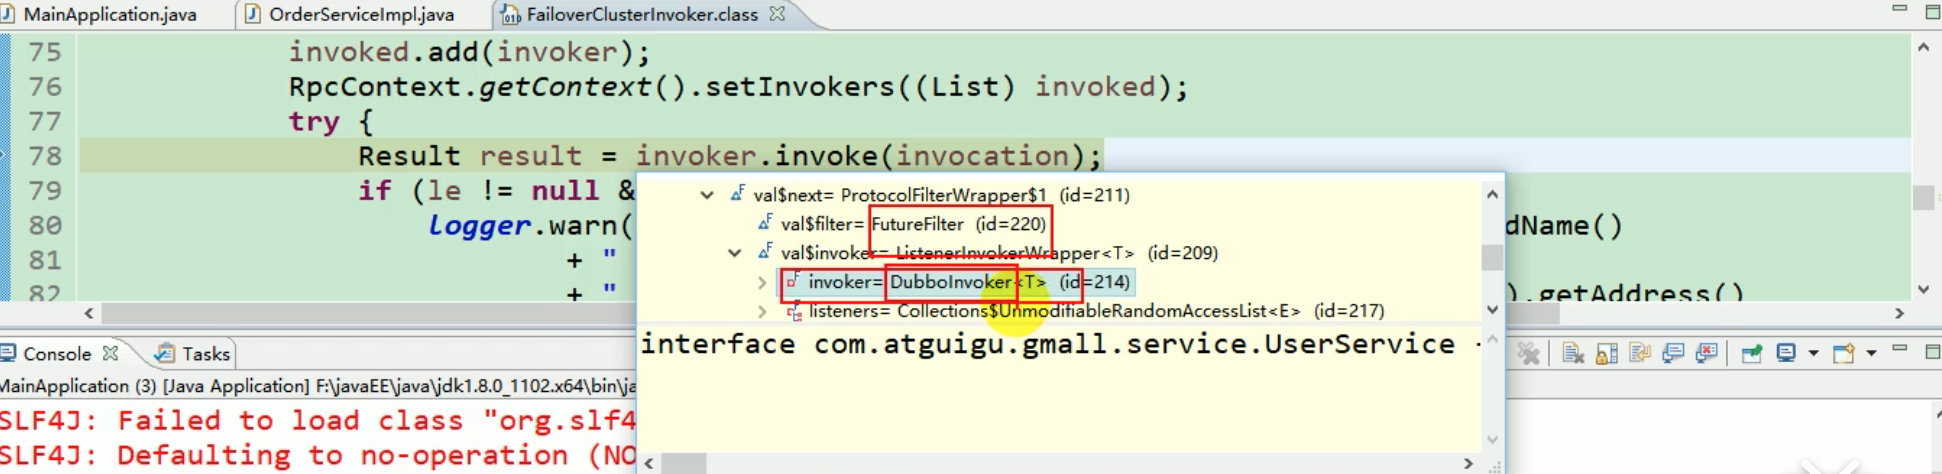 MainApplication.java
OrderServiceImpl.java
FailoverClusterInvoker.class
75 invoked.add(invoker);
76 RpcContext.getContext().setInvokers((List) invoked);
77 try {
78 Result result = invoker.invoke(invocation);
79 if (le != null &
80 logger.warn( dName()
81 + "
82 + " ).getAddress()
val$next= ProtocolFilterWrapper$1 (id=211)
val$filter= FutureFilter (id=220)
val$invoker= ListenerInvokerWrapper<T> (id=209)
invoker= DubboInvoker<T> (id=214)
listeners= Collections$UnmodifiableRandomAccessList<E> (id=217)
interface com.atguigu.gmall.service.UserService -
Console
Tasks
MainApplication (3) [Java Application] F:\javaEE\java\jdk1.8.0_1102.x64\bin\ja
SLF4J: Failed to load class "org.slf4
SLF4J: Defaulting to no-operation (NO